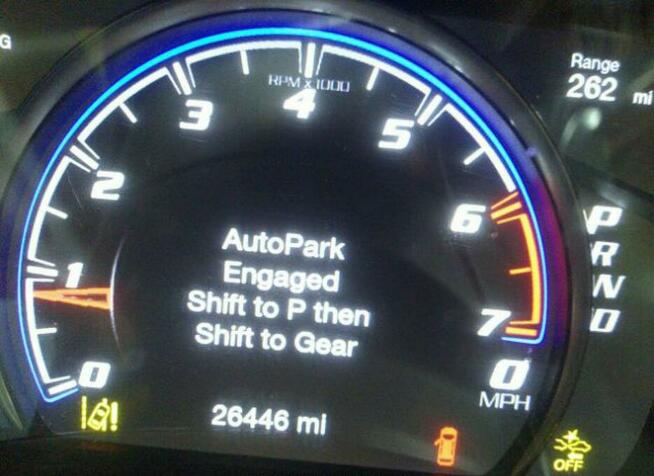 G
Range
262 mi
RPM x 1000
0
1
2
3
4
5
6
7
AutoPark
Engaged
Shift to P then
Shift to Gear
0
MPH
P
R
N
D
26446 mi
OFF